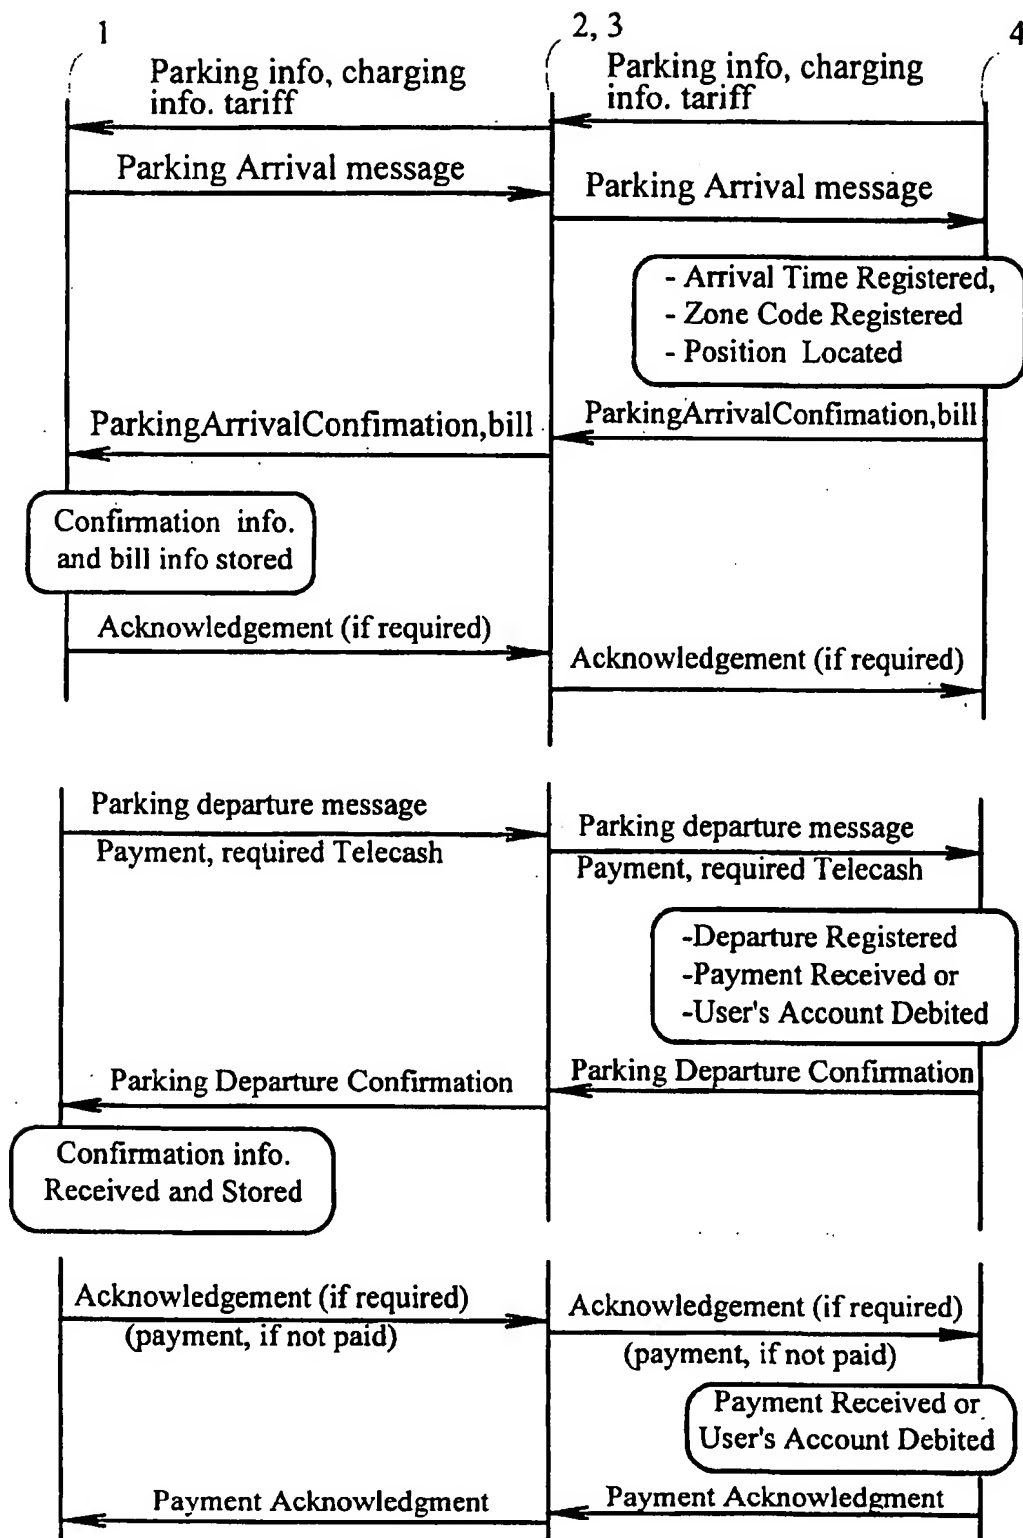 1
2, 3
4
Parking info, charging
info. tariff
Parking info, charging
info. tariff
Parking Arrival message
Parking Arrival message
- Arrival Time Registered,
- Zone Code Registered
- Position Located
ParkingArrivalConfimation,bill
ParkingArrivalConfimation,bill
Confirmation info.
and bill info stored
Acknowledgement (if required)
Acknowledgement (if required)
Parking departure message
Payment, required Telecash
Parking departure message
Payment, required Telecash
-Departure Registered
-Payment Received or
-User's Account Debited
Parking Departure Confirmation
Parking Departure Confirmation
Confirmation info.
Received and Stored
Acknowledgement (if required)
(payment, if not paid)
Acknowledgement (if required)
(payment, if not paid)
Payment Received or
User's Account Debited
Payment Acknowledgment
Payment Acknowledgment